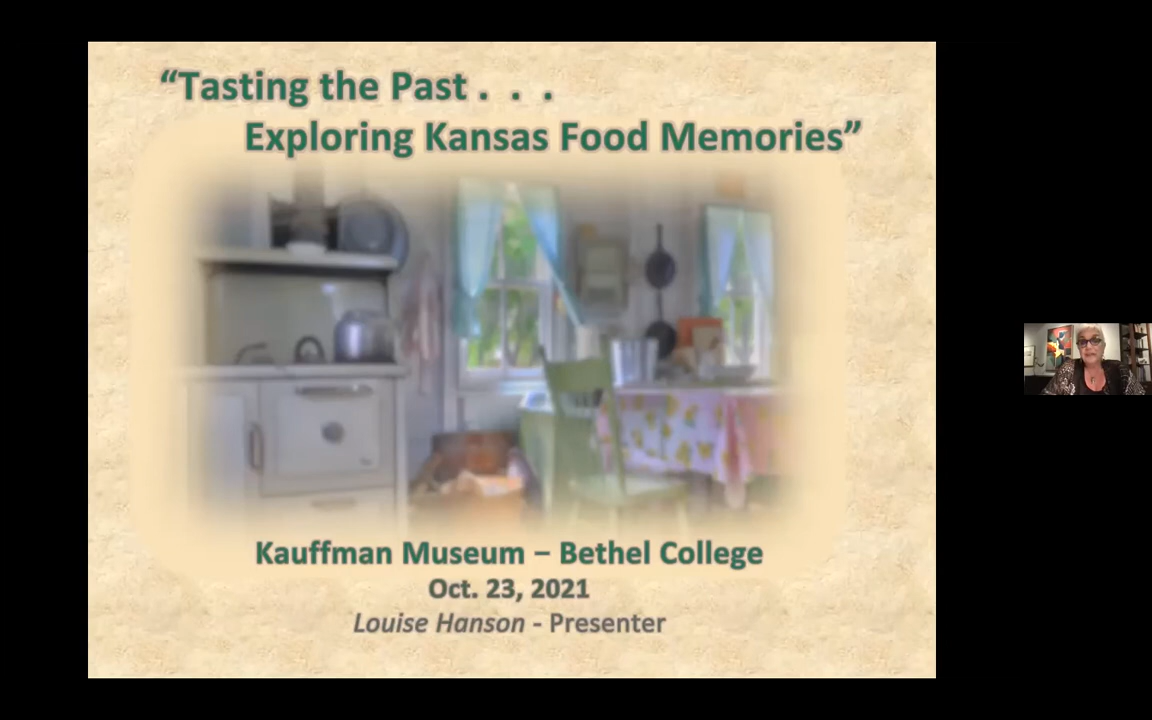 “Tasting the Past . . .
Exploring Kansas Food Memories”
Kauffman Museum – Bethel College
Oct. 23, 2021
Louise Hanson - Presenter